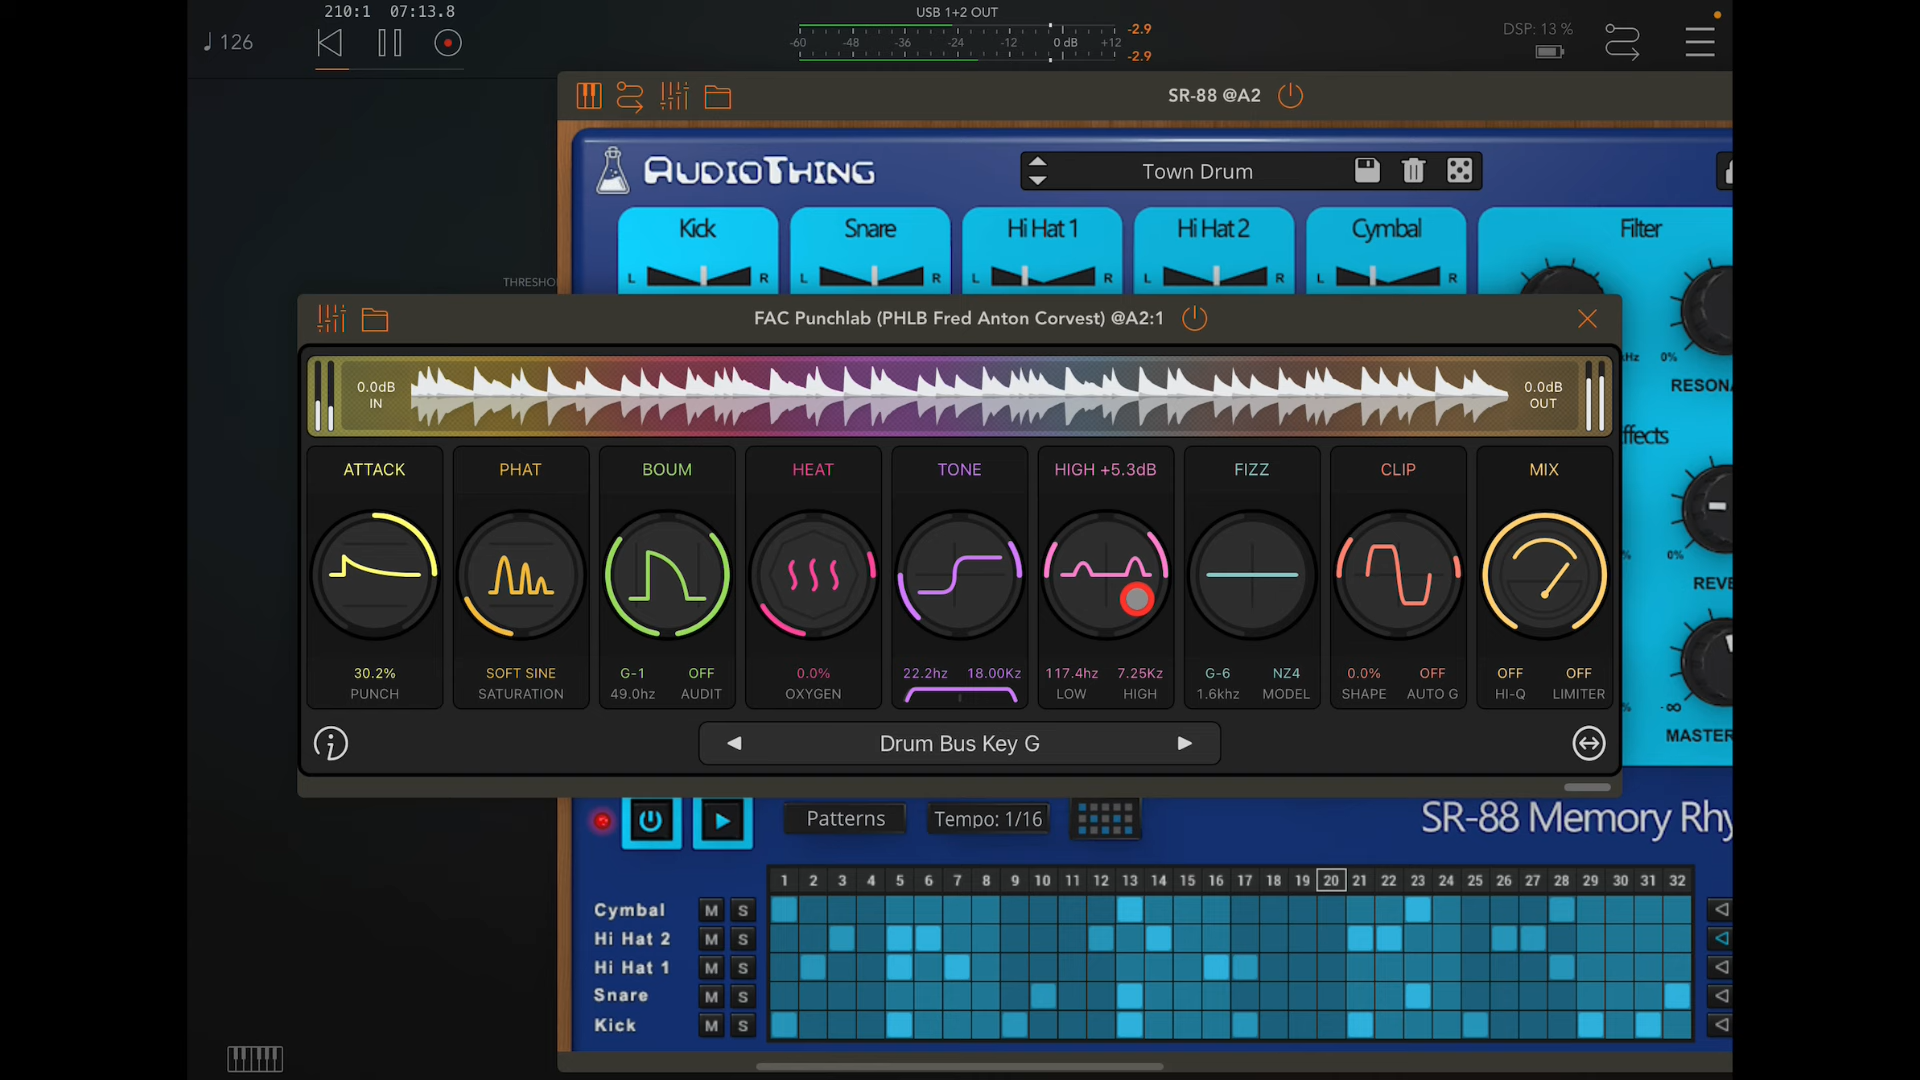 210:1 07:13.8
♩ 126
USB 1+2 OUT
-60 -48 -36 -24 -12 0 dB +12
-2.9
-2.9
DSP: 13 %
SR-88 @A2
AUDIOTHING
Town Drum
Kick
Snare
Hi Hat 1
Hi Hat 2
Cymbal
Filter
L R L R L R L R L R
THRESHO
FAC Punchlab (PHLB Fred Anton Corvest) @A2:1
kHz 0%
RESON
0.0dB
IN
0.0dB
OUT
ffects
ATTACK PHAT BOUM HEAT TONE HIGH +5.3dB FIZZ CLIP MIX
0%
REVE
30.2%
PUNCH
SOFT SINE
SATURATION
G-1 OFF
49.0hz AUDIT
0.0%
OXYGEN
22.2hz 18.00Kz
117.4hz 7.25Kz
LOW HIGH
G-6 NZ4
1.6khz MODEL
0.0% OFF
SHAPE AUTO G
OFF OFF
HI-Q LIMITER
-∞
MASTER
Drum Bus Key G
Patterns
Tempo: 1/16
SR-88 Memory Rhy
1 2 3 4 5 6 7 8 9 10 11 12 13 14 15 16 17 18 19 20 21 22 23 24 25 26 27 28 29 30 31 32
Cymbal M S
Hi Hat 2 M S
Hi Hat 1 M S
Snare M S
Kick M S